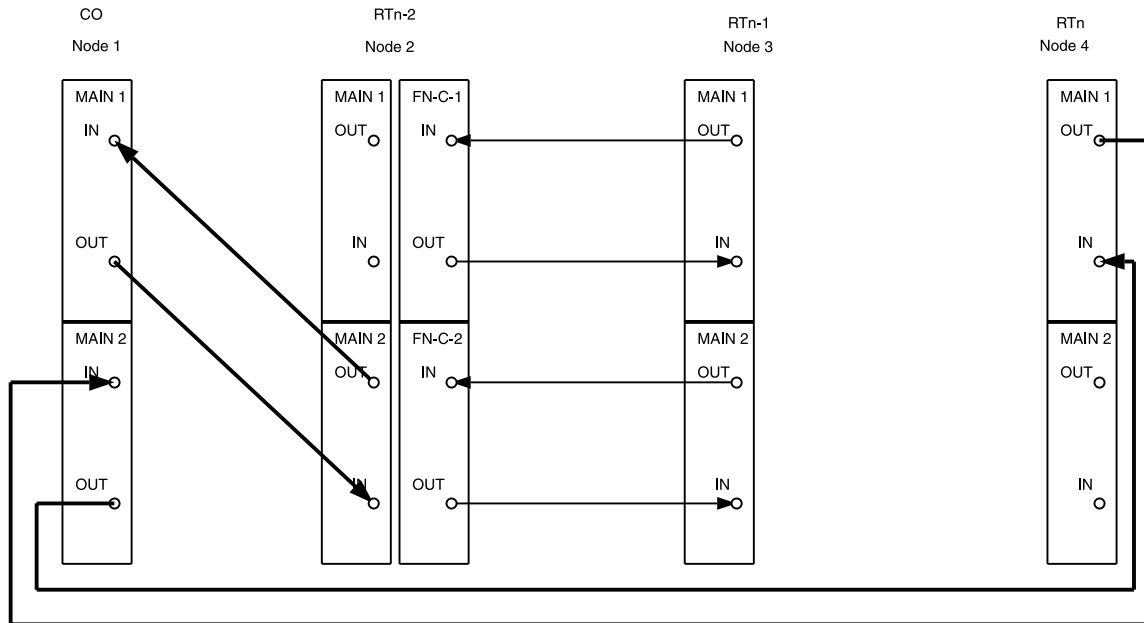 CO
RTn-2
RTn-1
RTn
Node 1
Node 2
Node 3
Node 4
MAIN 1
MAIN 1
FN-C-1
MAIN 1
MAIN 1
IN
OUT
IN
OUT
OUT
OUT
IN
OUT
IN
IN
MAIN 2
MAIN 2
FN-C-2
MAIN 2
MAIN 2
IN
OUT
IN
OUT
OUT
OUT
IN
OUT
IN
IN